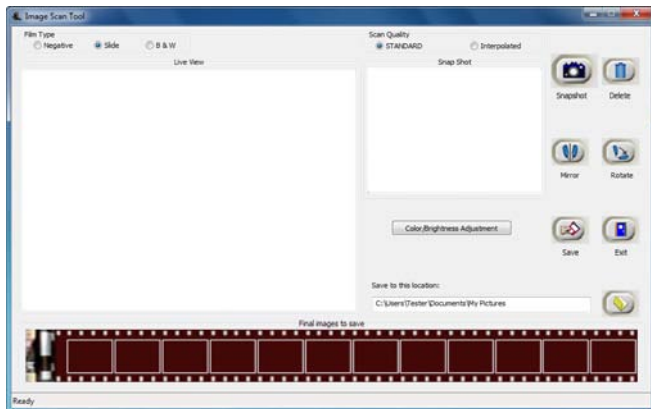 Image Scan Tool
Film Type
Negative Slide B & W
Scan Quality
STANDARD Interpolated
Live View
Snap Shot
Snapshot Delete
Mirror Rotate
Color/Brightness Adjustment
Save Exit
Save to this location:
C:\Users\Tester\Documents\My Pictures
Final images to save
Ready